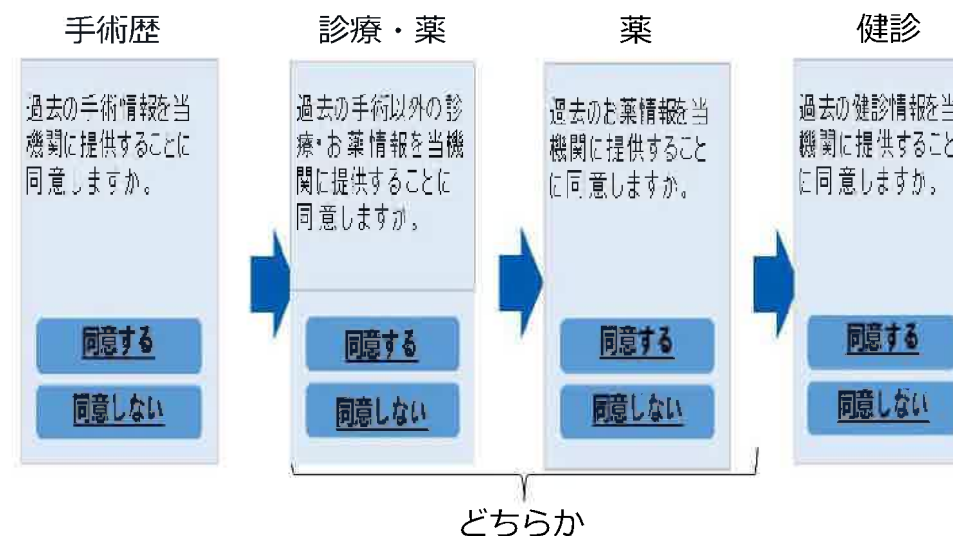 手術歴
過去の手術情報を当
機関に提供することに
同意しますか。
同意する
同意しない
診療・薬
過去の手術以外の診
療・お薬情報を当機
関に提供することに
同意しますか。
同意する
同意しない
薬
過去のお薬情報を当
機関に提供すること
に同意しますか。
同意する
同意しない
健診
過去の健診情報を当
機関に提供すること
に同意しますか。
同意する
同意しない
どちらか